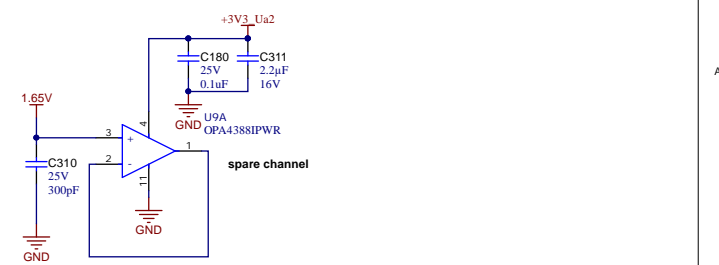 +3V3_Ua2
C180
25V
0.1uF
C311
2.2µF
16V
GND
U9A
OPA4388IPWR
1.65V
3
+
4
2
-
1
11
C310
25V
300pF
spare channel
GND
GND
A